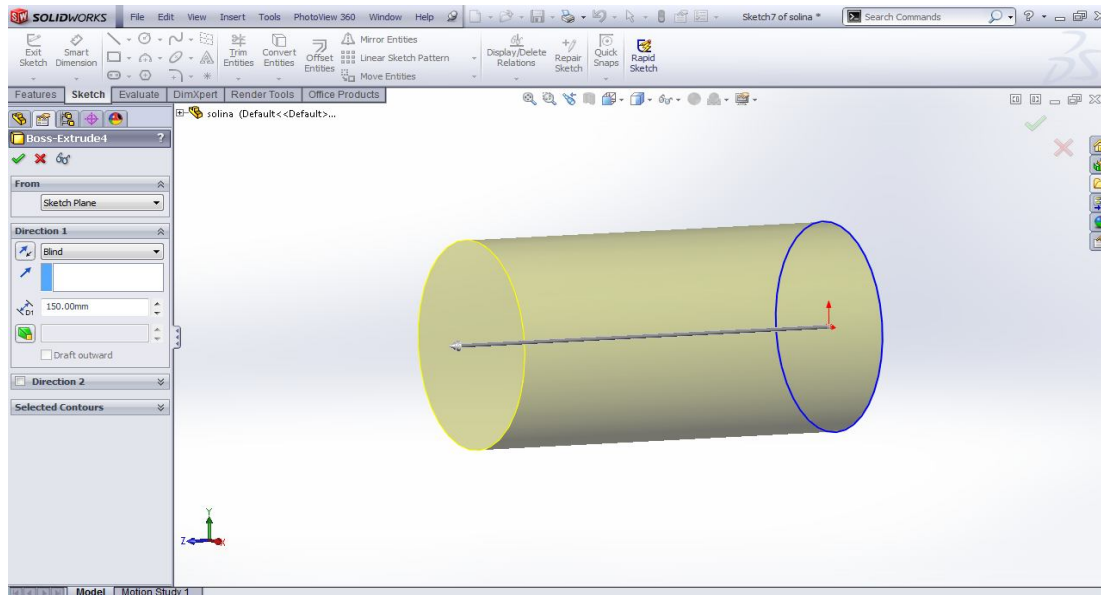 SOLIDWORKS File Edit View Insert Tools PhotoView 360 Window Help Sketch7 of solina * Search Commands
Exit Sketch
Smart Dimension
Trim Entities
Convert Entities
Offset Entities
Mirror Entities
Linear Sketch Pattern
Move Entities
Display/Delete Relations
Repair Sketch
Quick Snaps
Rapid Sketch
Features Sketch Evaluate DimXpert Render Tools Office Products
solina (Default<<Default>...
Boss-Extrude4 ?
From
Sketch Plane
Direction 1
Blind
D1 150.00mm
Draft outward
Direction 2
Selected Contours
Y
Z X
Model Motion Study 1